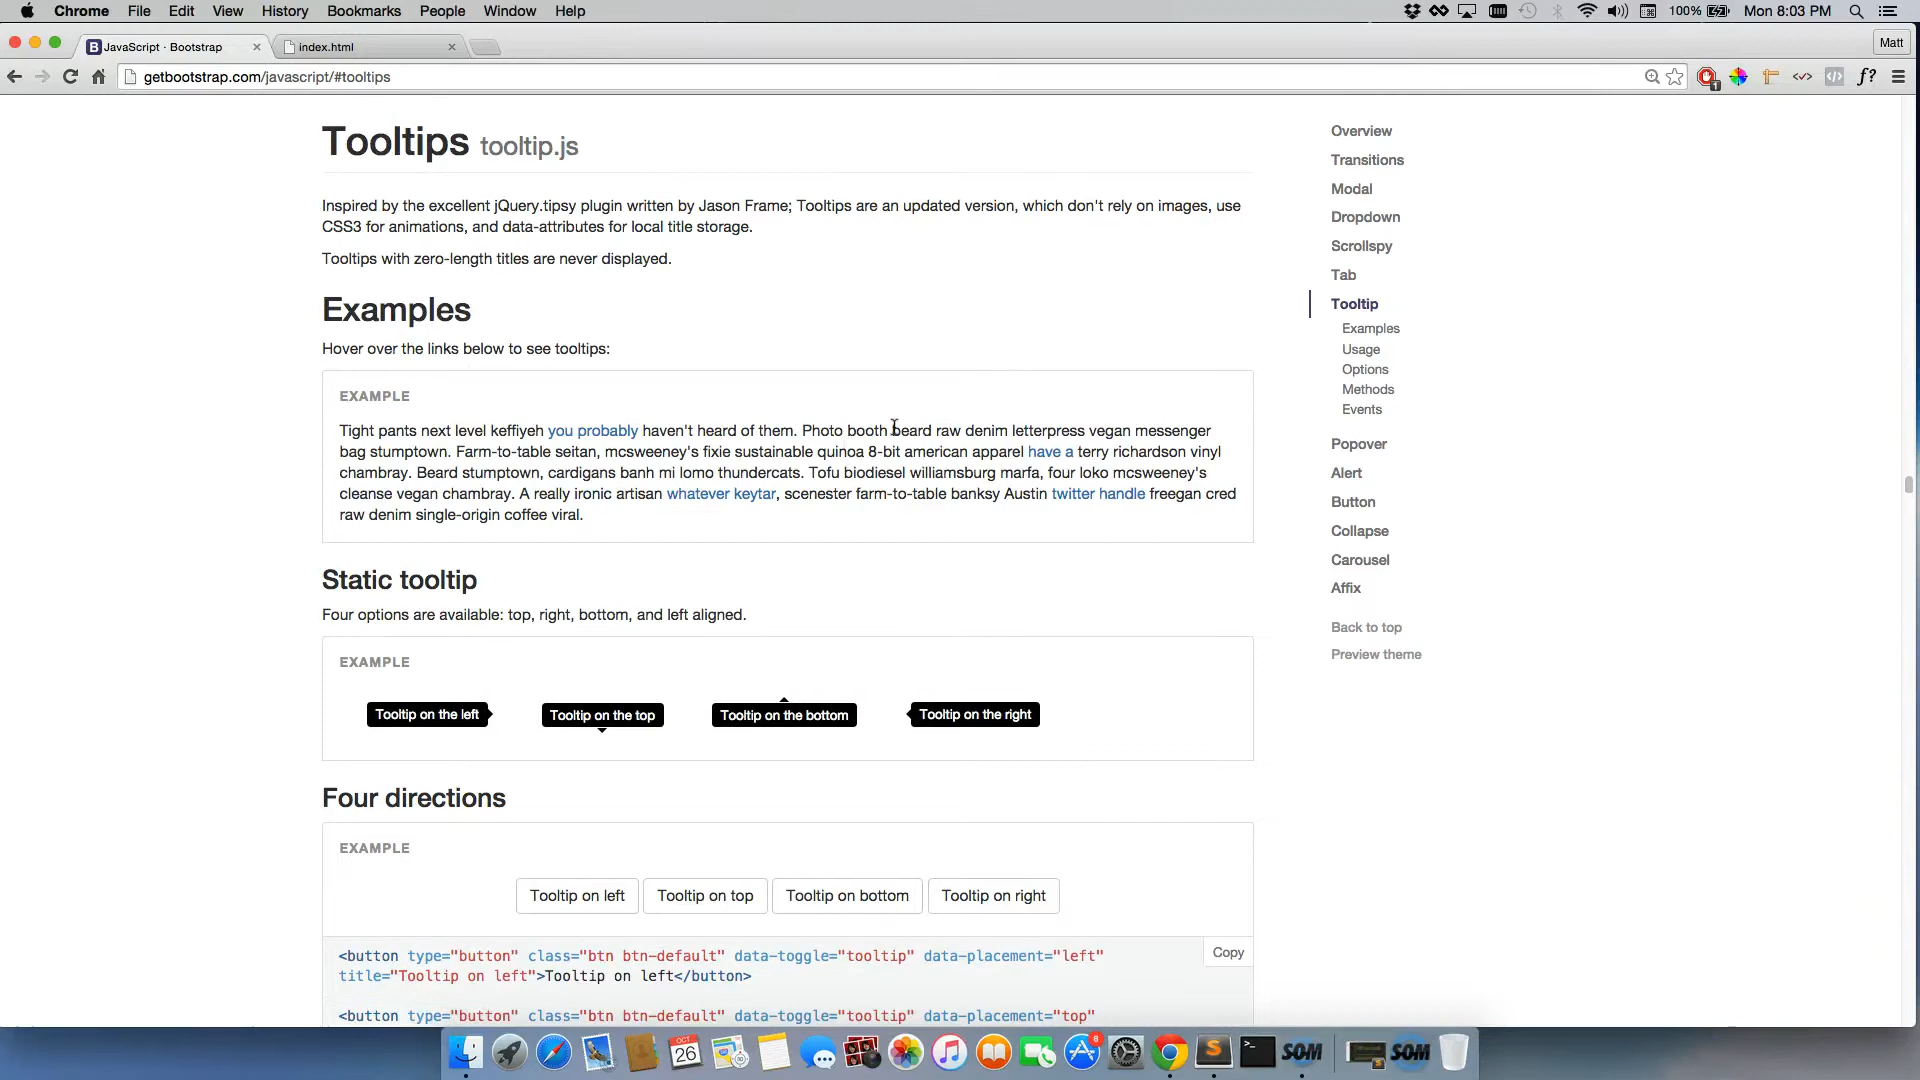 Chrome File Edit View History Bookmarks People Window Help 100% Mon 8:03 PM
JavaScript · Bootstrap index.html Matt
getbootstrap.com/javascript/#tooltips
Tooltips tooltip.js
Inspired by the excellent jQuery.tipsy plugin written by Jason Frame; Tooltips are an updated version, which don't rely on images, use
CSS3 for animations, and data-attributes for local title storage.
Tooltips with zero-length titles are never displayed.
Examples
Hover over the links below to see tooltips:
EXAMPLE
Tight pants next level keffiyeh you probably haven't heard of them. Photo booth beard raw denim letterpress vegan messenger
bag stumptown. Farm-to-table seitan, mcsweeney's fixie sustainable quinoa 8-bit american apparel have a terry richardson vinyl
chambray. Beard stumptown, cardigans banh mi lomo thundercats. Tofu biodiesel williamsburg marfa, four loko mcsweeney's
cleanse vegan chambray. A really ironic artisan whatever keytar, scenester farm-to-table banksy Austin twitter handle freegan cred
raw denim single-origin coffee viral.
Static tooltip
Four options are available: top, right, bottom, and left aligned.
EXAMPLE
Tooltip on the left Tooltip on the top Tooltip on the bottom Tooltip on the right
Four directions
EXAMPLE
Tooltip on left Tooltip on top Tooltip on bottom Tooltip on right
Copy
<button type="button" class="btn btn-default" data-toggle="tooltip" data-placement="left"
title="Tooltip on left">Tooltip on left</button>
<button type="button" class="btn btn-default" data-toggle="tooltip" data-placement="top"
Overview
Transitions
Modal
Dropdown
Scrollspy
Tab
Tooltip
Examples
Usage
Options
Methods
Events
Popover
Alert
Button
Collapse
Carousel
Affix
Back to top
Preview theme
OCT
26
8
SOM
SOM